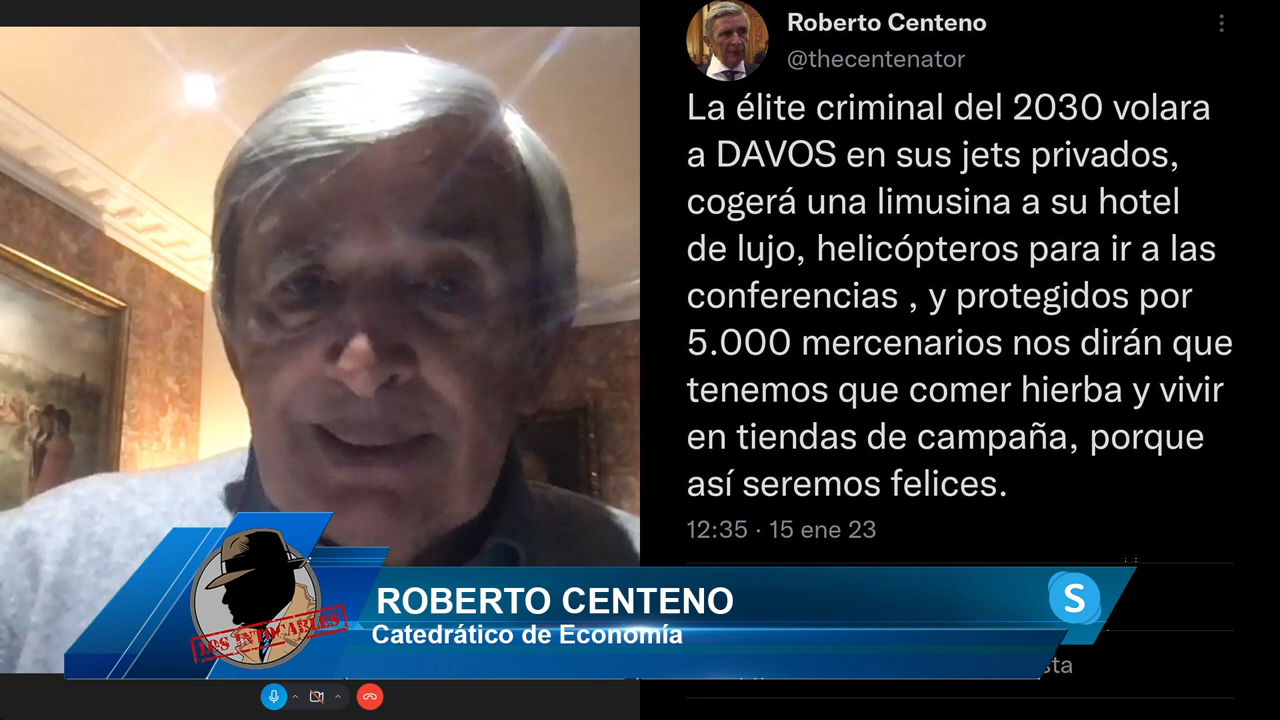 Roberto Centeno
@thecentenator
La élite criminal del 2030 volara
a DAVOS en sus jets privados,
cogerá una limusina a su hotel
de lujo, helicópteros para ir a las
conferencias , y protegidos por
5.000 mercenarios nos dirán que
tenemos que comer hierba y vivir
en tiendas de campaña, porque
así seremos felices.
12:35 · 15 ene 23
LOS INTOCABLES
ROBERTO CENTENO
Catedrático de Economía
S